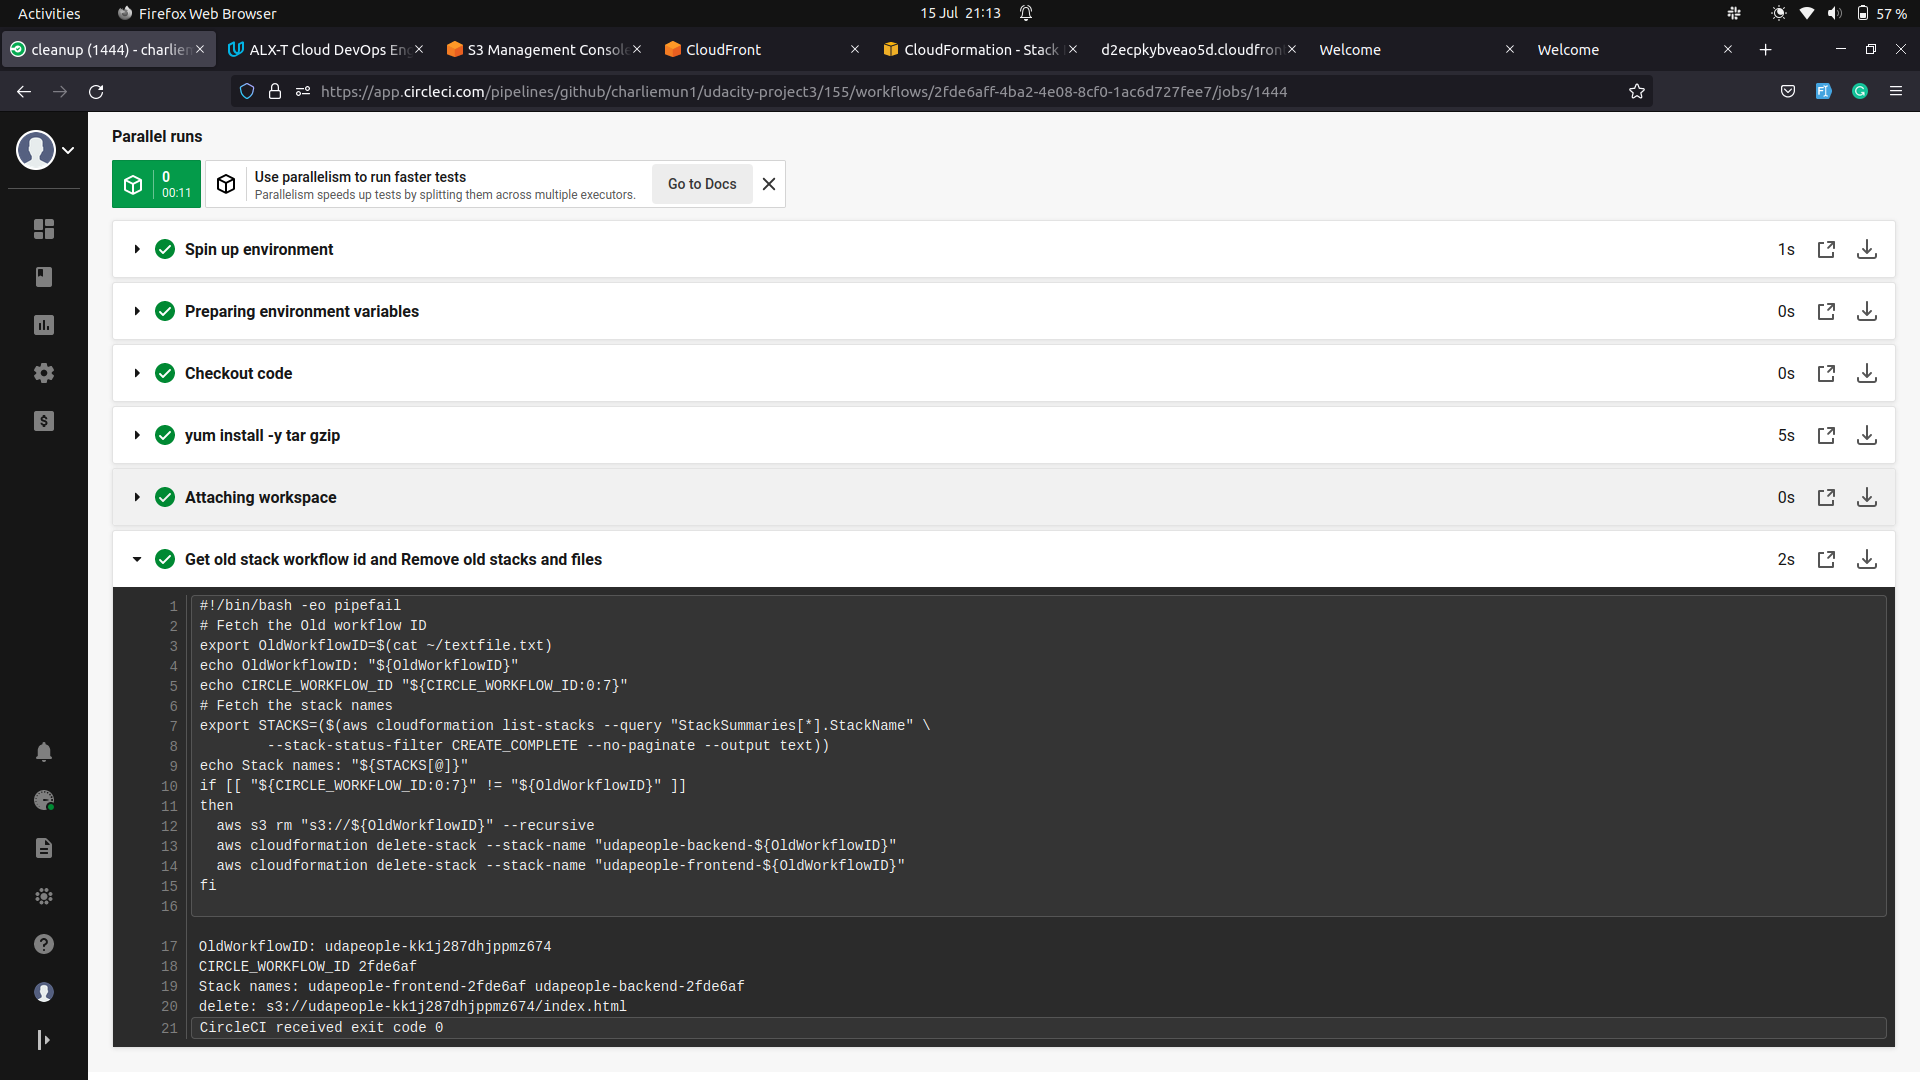 Activities
Firefox Web Browser
15 Jul 21:13
57 %
cleanup (1444) - charliem
ALX-T Cloud DevOps En
S3 Management Console
CloudFront
CloudFormation - Stack
d2ecpkybveao5d.cloudfron
Welcome
Welcome
https://app.circleci.com/pipelines/github/charliemun1/udacity-project3/155/workflows/2fde6aff-4ba2-4e08-8cf0-1ac6d727fee7/jobs/1444
Parallel runs
0
00:11
Use parallelism to run faster tests
Parallelism speeds up tests by splitting them across multiple executors.
Go to Docs
Spin up environment
1s
Preparing environment variables
0s
Checkout code
0s
yum install -y tar gzip
5s
Attaching workspace
0s
Get old stack workflow id and Remove old stacks and files
2s
1 #!/bin/bash -eo pipefail
2 # Fetch the Old workflow ID
3 export OldWorkflowID=$(cat ~/textfile.txt)
4 echo OldWorkflowID: "${OldWorkflowID}"
5 echo CIRCLE_WORKFLOW_ID "${CIRCLE_WORKFLOW_ID:0:7}"
6 # Fetch the stack names
7 export STACKS=($(aws cloudformation list-stacks --query "StackSummaries[*].StackName" \
8         --stack-status-filter CREATE_COMPLETE --no-paginate --output text))
9 echo Stack names: "${STACKS[@]}"
10 if [[ "${CIRCLE_WORKFLOW_ID:0:7}" != "${OldWorkflowID}" ]]
11 then
12   aws s3 rm "s3://${OldWorkflowID}" --recursive
13   aws cloudformation delete-stack --stack-name "udapeople-backend-${OldWorkflowID}"
14   aws cloudformation delete-stack --stack-name "udapeople-frontend-${OldWorkflowID}"
15 fi
16
17 OldWorkflowID: udapeople-kk1j287dhjppmz674
18 CIRCLE_WORKFLOW_ID 2fde6af
19 Stack names: udapeople-frontend-2fde6af udapeople-backend-2fde6af
20 delete: s3://udapeople-kk1j287dhjppmz674/index.html
21 CircleCI received exit code 0